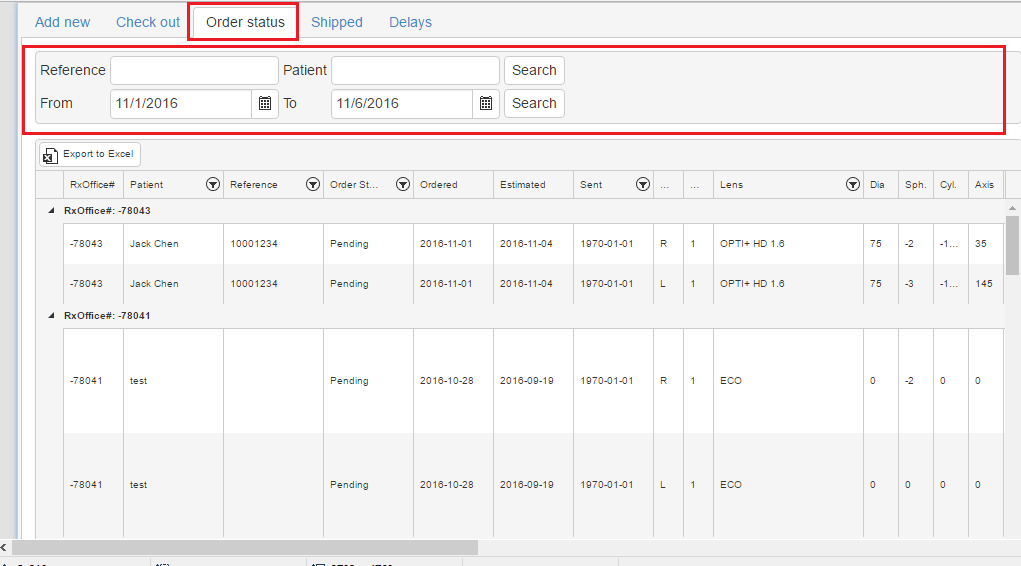 Add new Check out Order status Shipped Delays
Reference Patient Search
From 11/1/2016 To 11/6/2016 Search
Export to Excel
RxOffice# Patient Reference Order St... Ordered Estimated Sent ... ... Lens Dia Sph. Cyl. Axis
RxOffice#: -78043
-78043 Jack Chen 10001234 Pending 2016-11-01 2016-11-04 1970-01-01 R 1 OPTI+ HD 1.6 75 -2 -1... 35
-78043 Jack Chen 10001234 Pending 2016-11-01 2016-11-04 1970-01-01 L 1 OPTI+ HD 1.6 75 -3 -1... 145
RxOffice#: -78041
-78041 test Pending 2016-10-28 2016-09-19 1970-01-01 R 1 ECO 0 -2 0 0
-78041 test Pending 2016-10-28 2016-09-19 1970-01-01 L 1 ECO 0 0 0 0